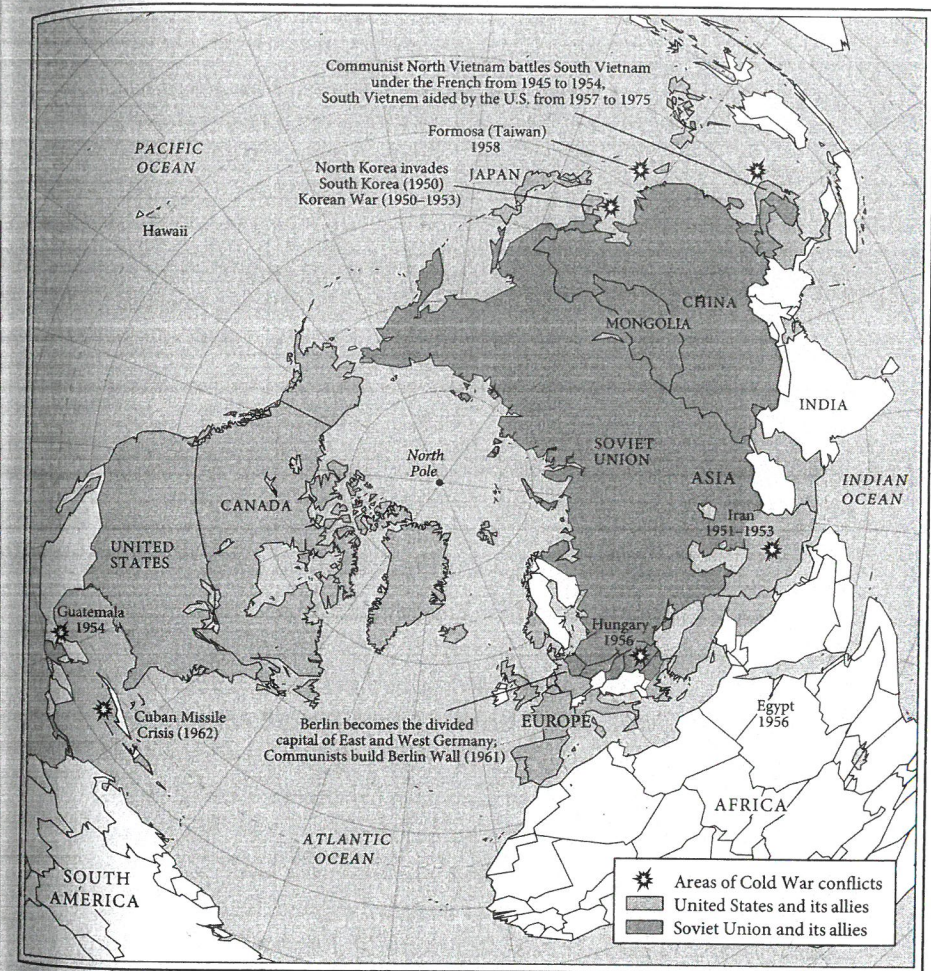 Communist North Vietnam battles South Vietnam
under the French from 1945 to 1954,
South Vietnem aided by the U.S. from 1957 to 1975
Formosa (Taiwan)
1958
PACIFIC
OCEAN
North Korea invades
South Korea (1950)
Korean War (1950–1953)
JAPAN
Hawaii
CHINA
MONGOLIA
INDIA
SOVIET
UNION
North
Pole
ASIA
INDIAN
OCEAN
CANADA
Iran
1951–1953
UNITED
STATES
Guatemala
1954
Hungary
1956
Cuban Missile
Crisis (1962)
Berlin becomes the divided
capital of East and West Germany;
Communists build Berlin Wall (1961)
EUROPE
Egypt
1956
AFRICA
ATLANTIC
OCEAN
SOUTH
AMERICA
Areas of Cold War conflicts
United States and its allies
Soviet Union and its allies